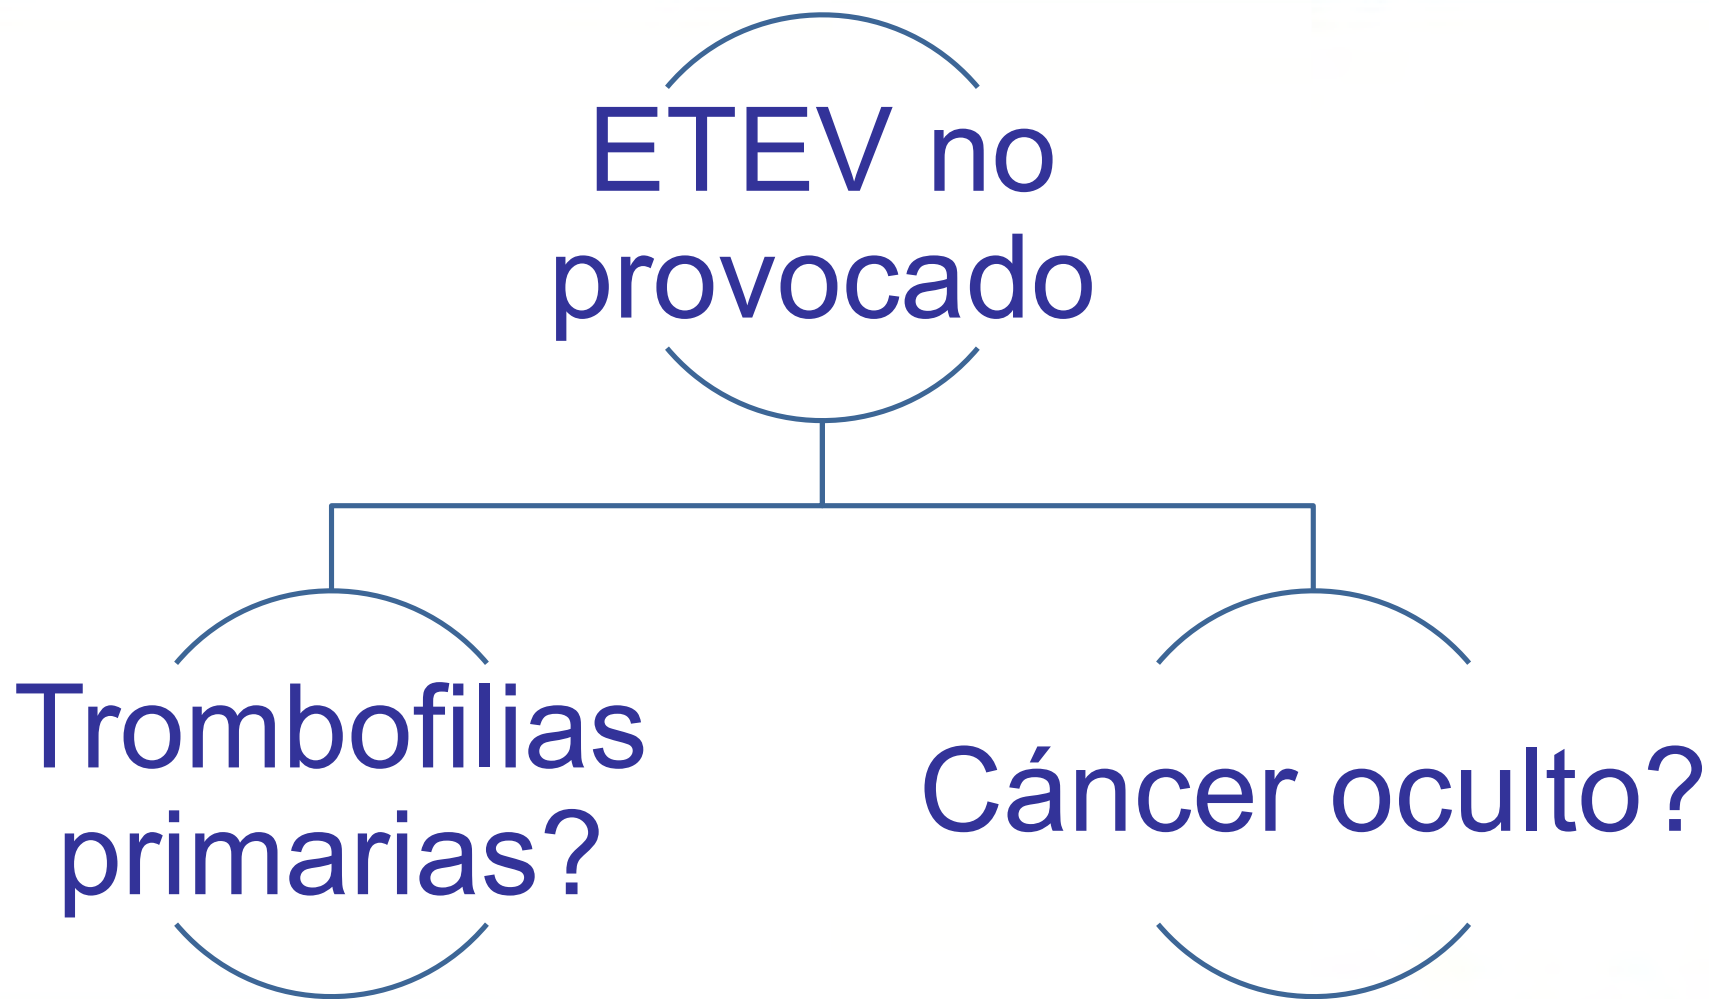 ETEV no
provocado
Trombofilias
primarias?
Cáncer oculto?